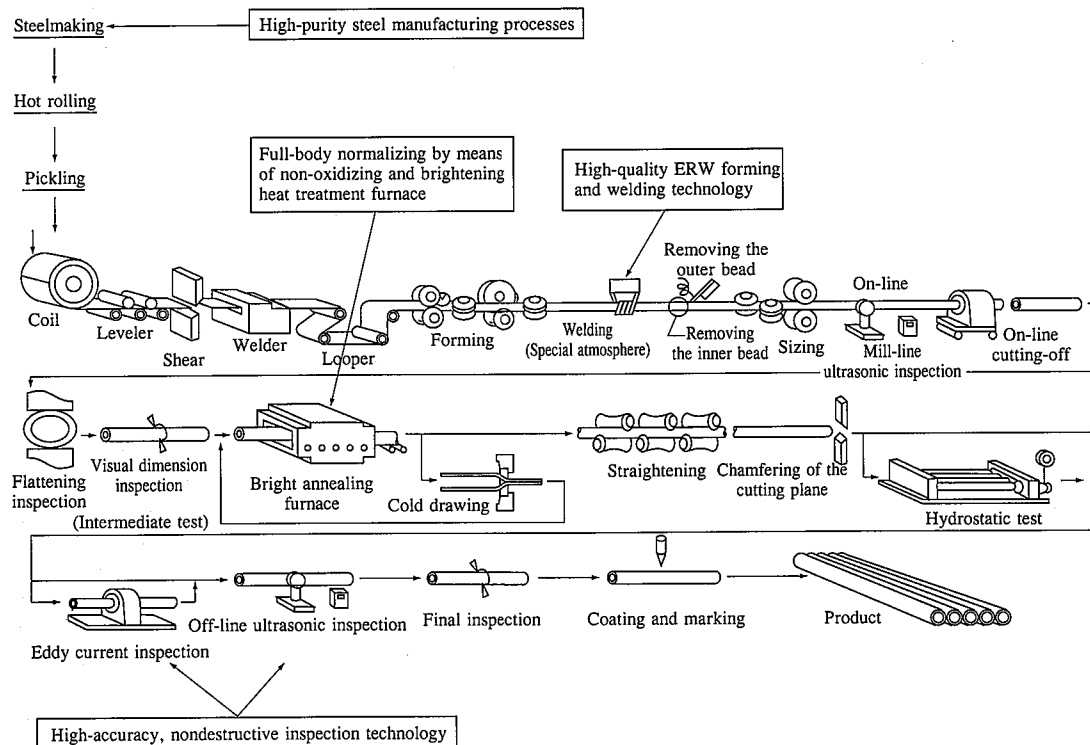 Steelmaking
High-purity steel manufacturing processes
Hot rolling
Pickling
Full-body normalizing by means
of non-oxidizing and brightening
heat treatment furnace
High-quality ERW forming
and welding technology
Coil
Leveler
Shear
Welder
Looper
Forming
Welding
(Special atmosphere)
Removing the
outer bead
Removing
the inner bead
Sizing
On-line
Mill-line
ultrasonic inspection
On-line
cutting-off
Flattening
inspection
Visual dimension
inspection
(Intermediate test)
Bright annealing
furnace
Cold drawing
Straightening
Chamfering of the
cutting plane
Hydrostatic test
Eddy current inspection
Off-line ultrasonic inspection
Final inspection
Coating and marking
Product
High-accuracy, nondestructive inspection technology